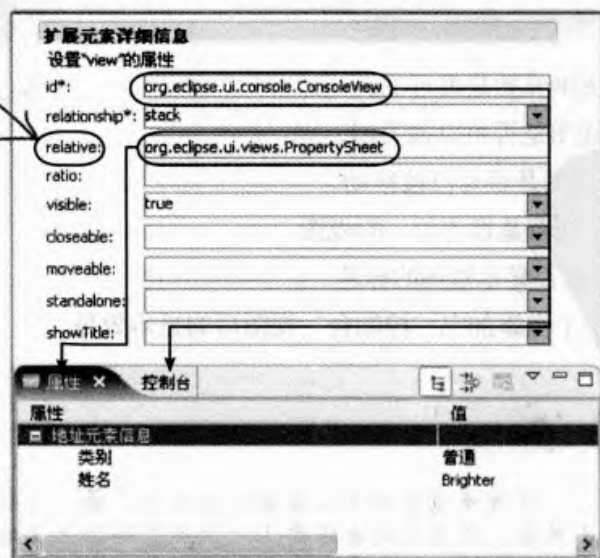 扩展元素详细信息
设置"view"的属性
id*: org.eclipse.ui.console.ConsoleView
relationship*: stack
relative: org.eclipse.ui.views.PropertySheet
ratio:
visible: true
closeable:
moveable:
standalone:
showTitle:
属性 控制台
属性 值
地址元素信息
类别 普通
姓名 Brighter